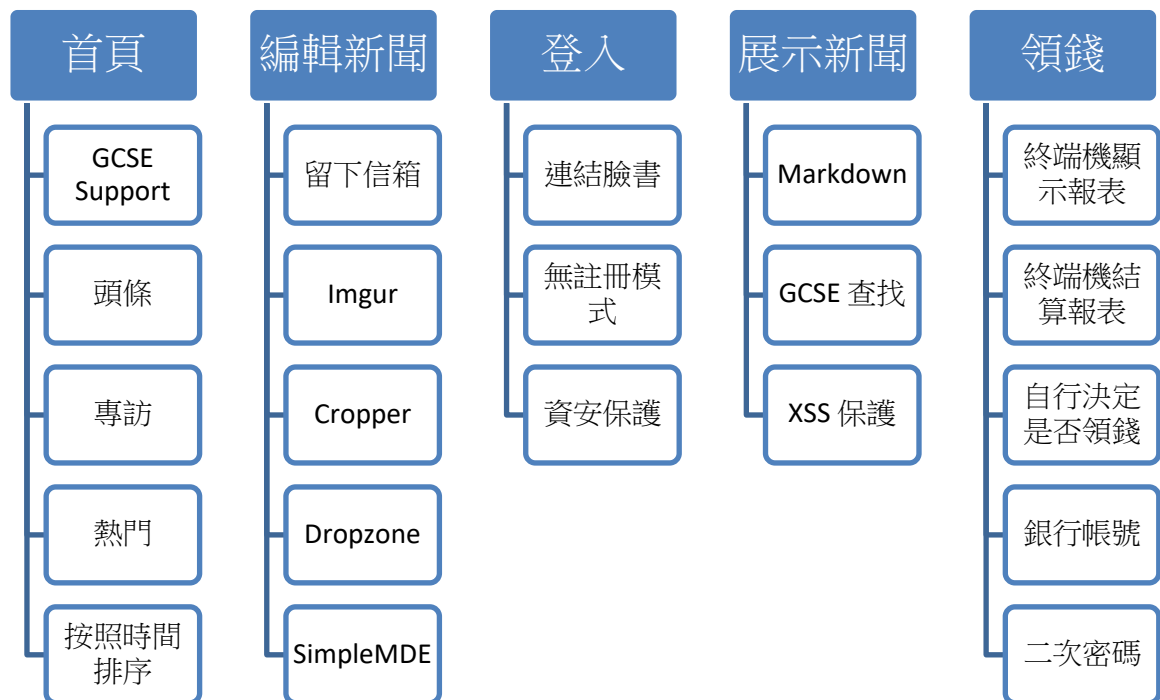 首頁
GCSE
Support
頭條
專訪
熱門
按照時間
排序
編輯新聞
留下信箱
Imgur
Cropper
Dropzone
SimpleMDE
登入
連結臉書
無註冊模
式
資安保護
展示新聞
Markdown
GCSE 查找
XSS 保護
領錢
終端機顯
示報表
終端機結
算報表
自行決定
是否領錢
銀行帳號
二次密碼